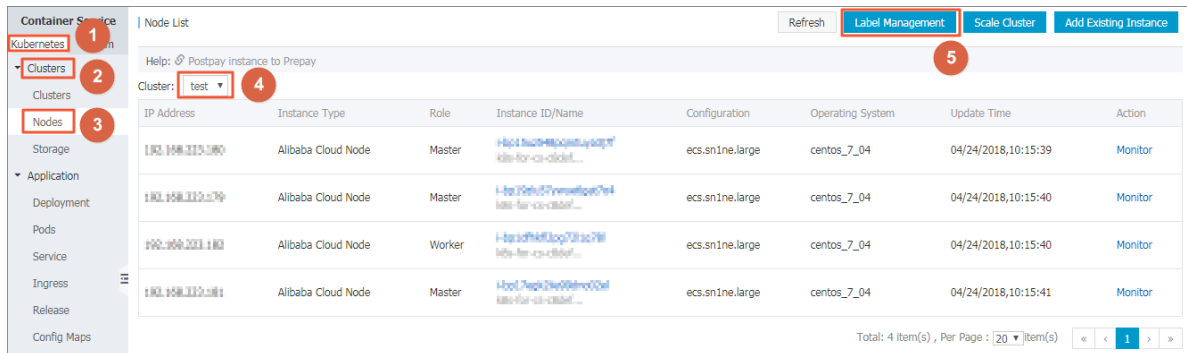 Container Service
Kubernetes
1
Clusters
2
Clusters
Nodes
3
Storage
Application
Deployment
Pods
Service
Ingress
Release
Config Maps
Node List
Refresh
Label Management
Scale Cluster
Add Existing Instance
5
Help: Postpay instance to Prepay
Cluster: test
4
IP Address Instance Type Role Instance ID/Name Configuration Operating System Update Time Action
Alibaba Cloud Node Master ecs.sn1ne.large centos_7_04 04/24/2018,10:15:39 Monitor
Alibaba Cloud Node Master ecs.sn1ne.large centos_7_04 04/24/2018,10:15:40 Monitor
Alibaba Cloud Node Worker ecs.sn1ne.large centos_7_04 04/24/2018,10:15:40 Monitor
Alibaba Cloud Node Master ecs.sn1ne.large centos_7_04 04/24/2018,10:15:41 Monitor
Total: 4 item(s) , Per Page : 20 item(s) « ‹ 1 › »